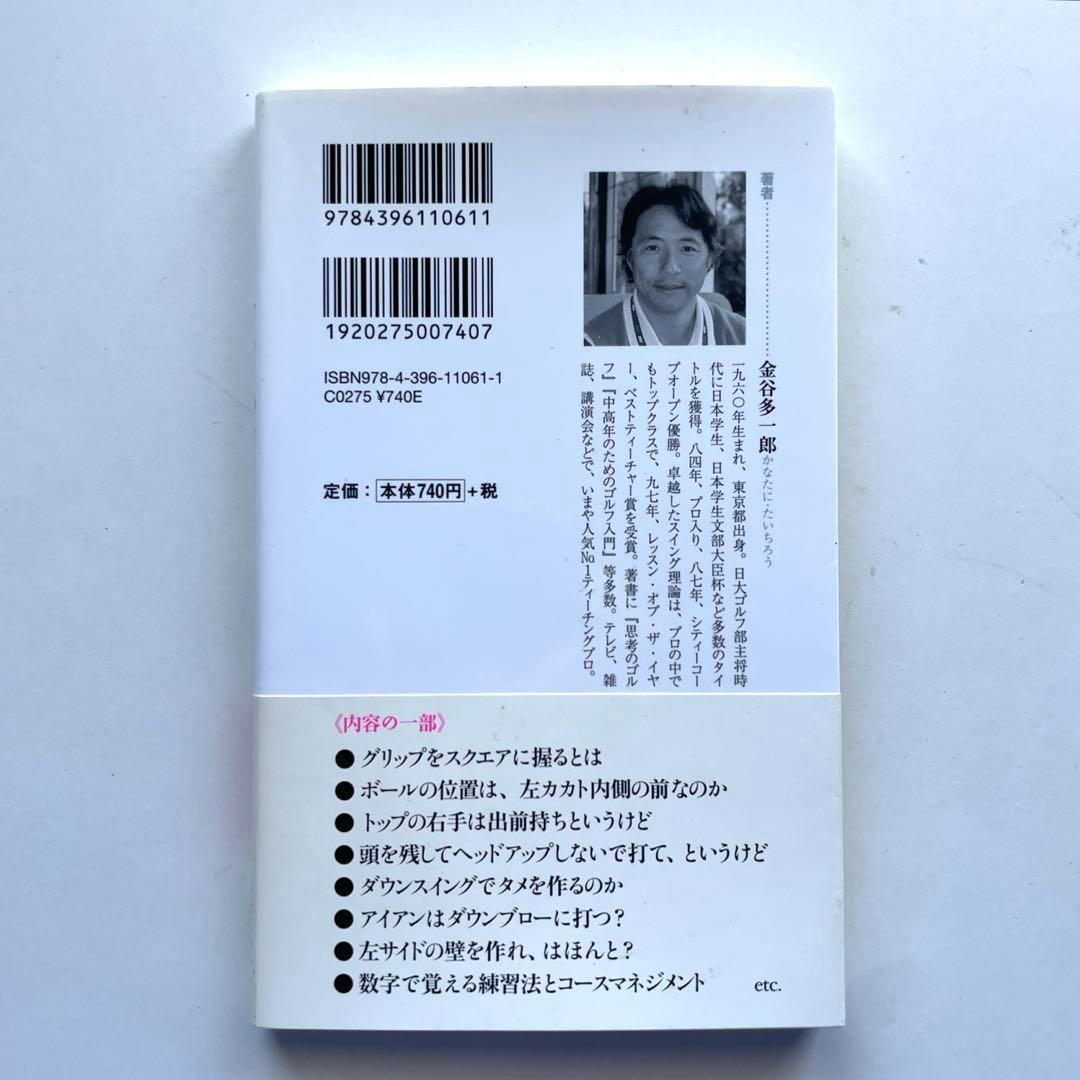 9784396110611
1920275007407
ISBN978-4-396-11061-1
C0275 ¥740E
定価：本体740円+税
著者
金谷多一郎 かなたに・たいちろう
一九六〇年生まれ、東京都出身。日大ゴルフ部主将時
代に日本学生、日本学生文部大臣杯など多数のタイ
トルを獲得。八四年、プロ入り、八七年、シティーコー
プオープン優勝。卓越したスイング理論は、プロの中で
もトップクラスで、九七年、レッスン・オブ・ザ・イヤ
ー、ベストティーチャー賞を受賞。著書に『思考のゴル
フ』『中高年のためのゴルフ入門』等多数。テレビ、雑
誌、講演会などで、いまや人気№1ティーチングプロ。
《内容の一部》
●グリップをスクエアに握るとは
●ボールの位置は、左カカト内側の前なのか
●トップの右手は出前持ちというけど
●頭を残してヘッドアップしないで打て、というけど
●ダウンスイングでタメを作るのか
●アイアンはダウンブローに打つ？
●左サイドの壁を作れ、はほんと？
●数字で覚える練習法とコースマネジメント etc.